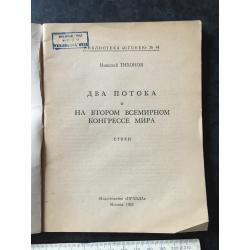 БИБЛИОТЕКА «ОГОНЕК» № 44
Николай ТИХОНОВ
ДВА ПОТОКА
НА ВТОРОМ ВСЕМИРНОМ
КОНГРЕССЕ МИРА
СТИХИ
Издательство «ПРАВДА»
Москва